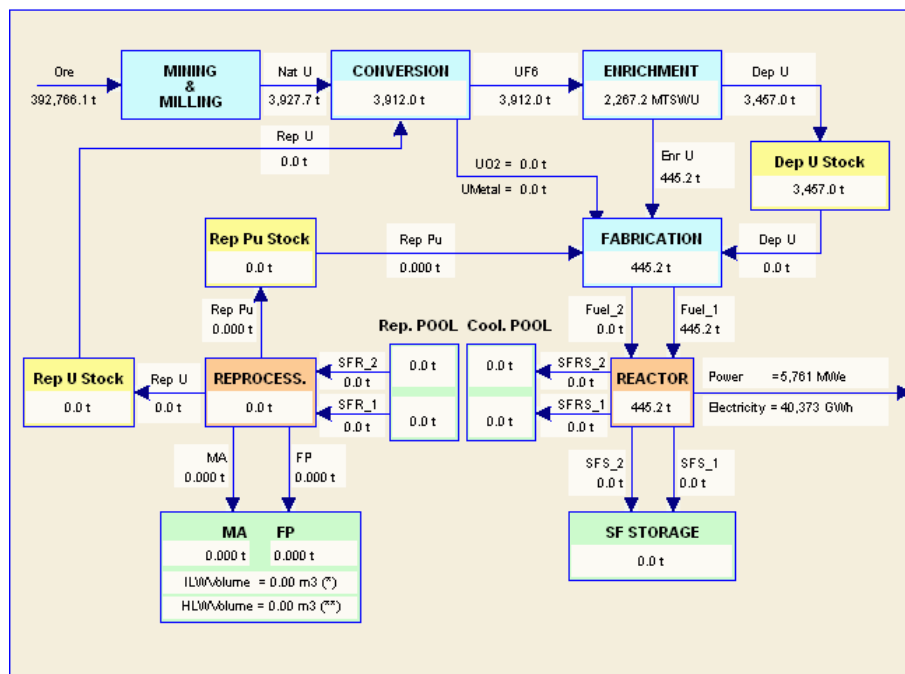 Ore
392,766.1 t
MINING
&
MILLING
Nat U
3,927.7 t
CONVERSION
3,912.0 t
UF6
3,912.0 t
ENRICHMENT
2,267.2 MTSWU
Dep U
3,457.0 t
Rep U
0.0 t
UO2 = 0.0 t
UMetal = 0.0 t
Enr U
445.2 t
Dep U Stock
3,457.0 t
Rep Pu Stock
0.0 t
Rep Pu
0.000 t
FABRICATION
445.2 t
Dep U
0.0 t
Rep Pu
0.000 t
Rep. POOL
Cool. POOL
Fuel_2
0.0 t
Fuel_1
445.2 t
Rep U Stock
0.0 t
Rep U
0.0 t
REPROCESS.
0.0 t
SFR_2
0.0 t
SFR_1
0.0 t
0.0 t
0.0 t
0.0 t
0.0 t
SFRS_2
0.0 t
SFRS_1
0.0 t
REACTOR
445.2 t
Power =5,761 MWe
Electricity = 40,373 GWh
MA
0.000 t
FP
0.000 t
SFS_2
0.0 t
SFS_1
0.0 t
MA FP
0.000 t 0.000 t
ILWVolume = 0.00 m3 (*)
HLWVolume = 0.00 m3 (**)
SF STORAGE
0.0 t